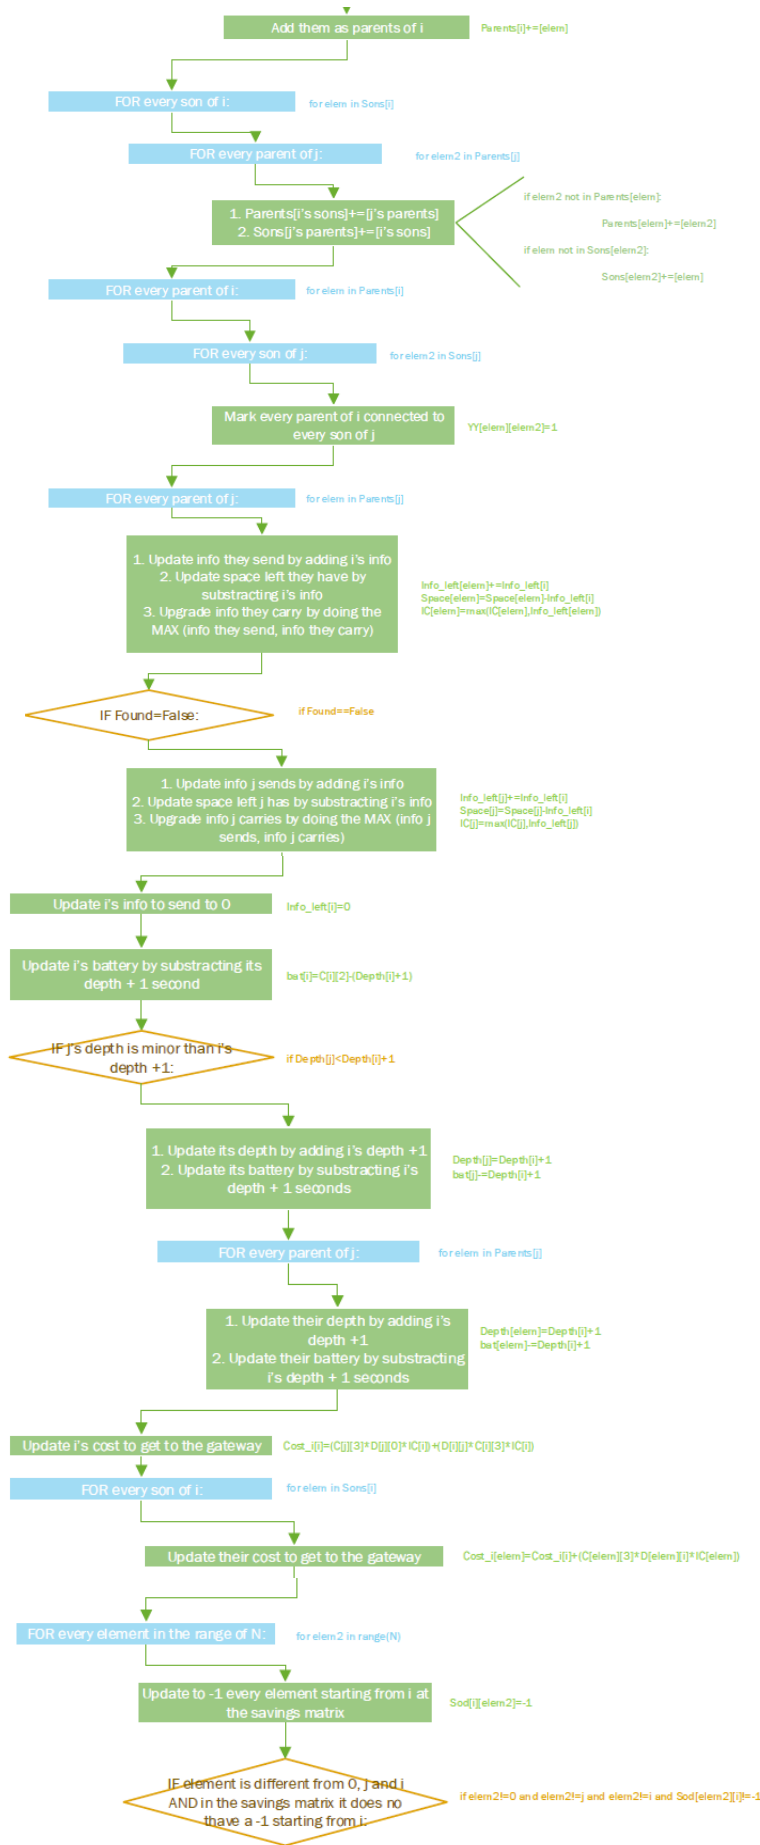 Add them as parents of i
Parents[i]+=[elem]
FOR every son of i:
for elem in Sons[i]
FOR every parent of j:
for elem2 in Parents[j]
1. Parents[i's sons]+=[j's parents]
2. Sons[j's parents]+=[i's sons]
if elem2 not in Parents[elem]:
Parents[elem]+=[elem2]
if elem not in Sons[elem2]:
Sons[elem2]+=[elem]
FOR every parent of i:
for elem in Parents[i]
FOR every son of j:
for elem2 in Sons[j]
Mark every parent of i connected to
every son of j
YY[elem][elem2]=1
FOR every parent of j:
for elem in Parents[j]
1. Update info they send by adding i's info
2. Update space left they have by
substracting i's info
3. Upgrade info they carry by doing the
MAX (info they send, info they carry)
Info_left[elem]+=Info_left[i]
Space[elem]=Space[elem]-Info_left[i]
IC[elem]=max(IC[elem],Info_left[elem])
IF Found=False:
if Found==False
1. Update info j sends by adding i's info
2. Update space left j has by substracting i's info
3. Upgrade info j carries by doing the MAX (info j
sends, info j carries)
Info_left[j]+=Info_left[i]
Space[j]=Space[j]-Info_left[i]
IC[j]=max(IC[j],Info_left[j])
Update i's info to send to 0
Info_left[i]=0
Update i's battery by substracting its
depth + 1 second
bat[i]=C[i][2]-(Depth[i]+1)
IF j's depth is minor than i's
depth +1:
if Depth[j]<Depth[i]+1
1. Update its depth by adding i's depth +1
2. Update its battery by substracting i's
depth + 1 seconds
Depth[j]=Depth[i]+1
bat[j]-=Depth[i]+1
FOR every parent of j:
for elem in Parents[j]
1. Update their depth by adding i's
depth +1
2. Update their battery by substracting
i's depth + 1 seconds
Depth[elem]=Depth[i]+1
bat[elem]-=Depth[i]+1
Update i's cost to get to the gateway
Cost_i[i]=(C[j][3]*D[j][0]*IC[i])+(D[i][j]*C[i][3]*IC[i])
FOR every son of i:
for elem in Sons[i]
Update their cost to get to the gateway
Cost_i[elem]=Cost_i[i]+(C[elem][3]*D[elem][i]*IC[elem])
FOR every element in the range of N:
for elem2 in range(N)
Update to -1 every element starting from i at
the savings matrix
Sod[i][elem2]=-1
IF element is different from 0, j and i
AND in the savings matrix it does no
thave a -1 starting from i:
if elem2!=0 and elem2!=j and elem2!=i and Sod[elem2][i]!=-1